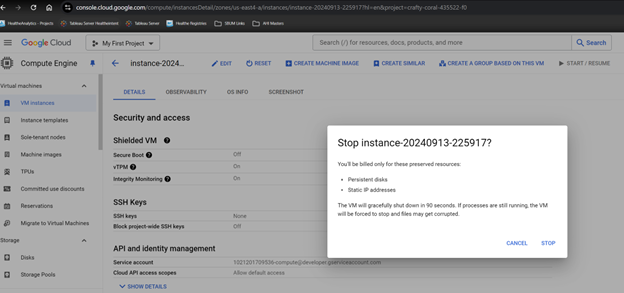 console.cloud.google.com/compute/instancesDetail/zones/us-east4-a/instances/instance-20240913-225917?hl=en&project=crafty-coral-435522-f0
HealtheAnalytics - Projects Tableau Server HealtheIntent Tableau Server Healthe Registries SBUM Links AHI Masters
Google Cloud My First Project Search (/) for resources, docs, products, and more Search
Compute Engine instance-2024... EDIT RESET CREATE MACHINE IMAGE CREATE SIMILAR CREATE A GROUP BASED ON THIS VM START / RESUME
Virtual machines
VM instances
Instance templates
Sole-tenant nodes
Machine images
TPUs
Committed use discounts
Reservations
Migrate to Virtual Machines
Storage
Disks
Storage Pools
DETAILS OBSERVABILITY OS INFO SCREENSHOT
Security and access
Shielded VM
Secure Boot Off
vTPM On
Integrity Monitoring On
SSH Keys
SSH keys None
Block project-wide SSH keys Off
API and identity management
Service account 1021201709536-compute@developer.gserviceaccount.com
Cloud API access scopes Allow default access
SHOW DETAILS
Stop instance-20240913-225917?
You'll be billed only for these preserved resources:
• Persistent disks
• Static IP addresses
The VM will gracefully shut down in 90 seconds. If processes are still running, the VM
will be forced to stop and files may get corrupted.
CANCEL STOP